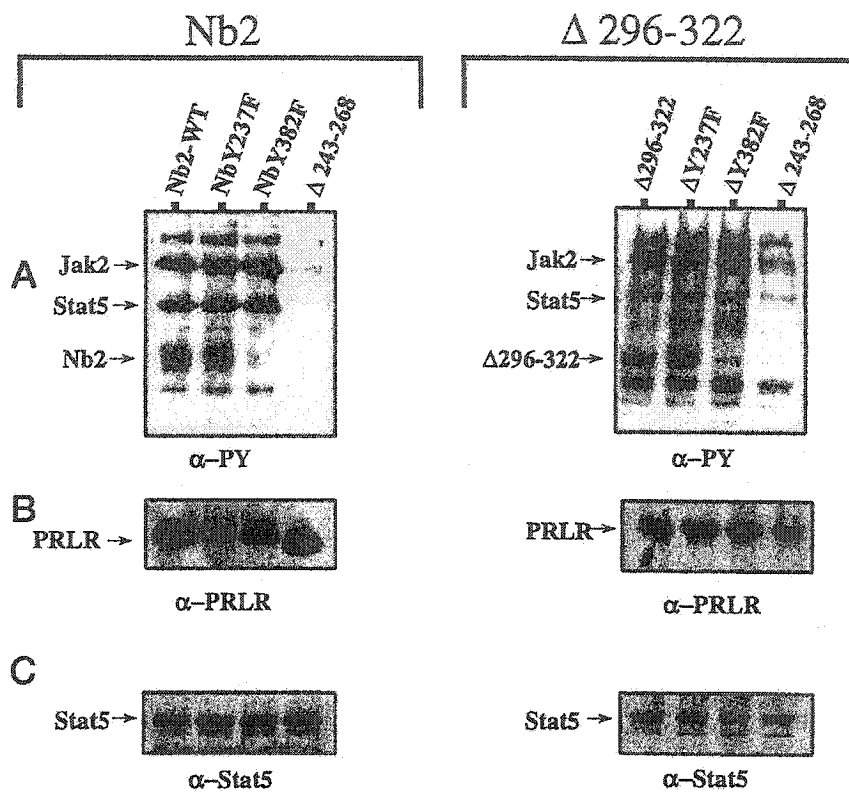 Nb2
Δ 296-322
Nb2-WT
NbY237F
NbY382F
Δ 243-268
Δ296-322
ΔY237F
ΔY382F
Δ 243-268
A
Jak2
Stat5
Nb2
α-PY
Jak2
Stat5
Δ296-322
α-PY
B
PRLR
α-PRLR
PRLR
α-PRLR
C
Stat5
α-Stat5
Stat5
α-Stat5